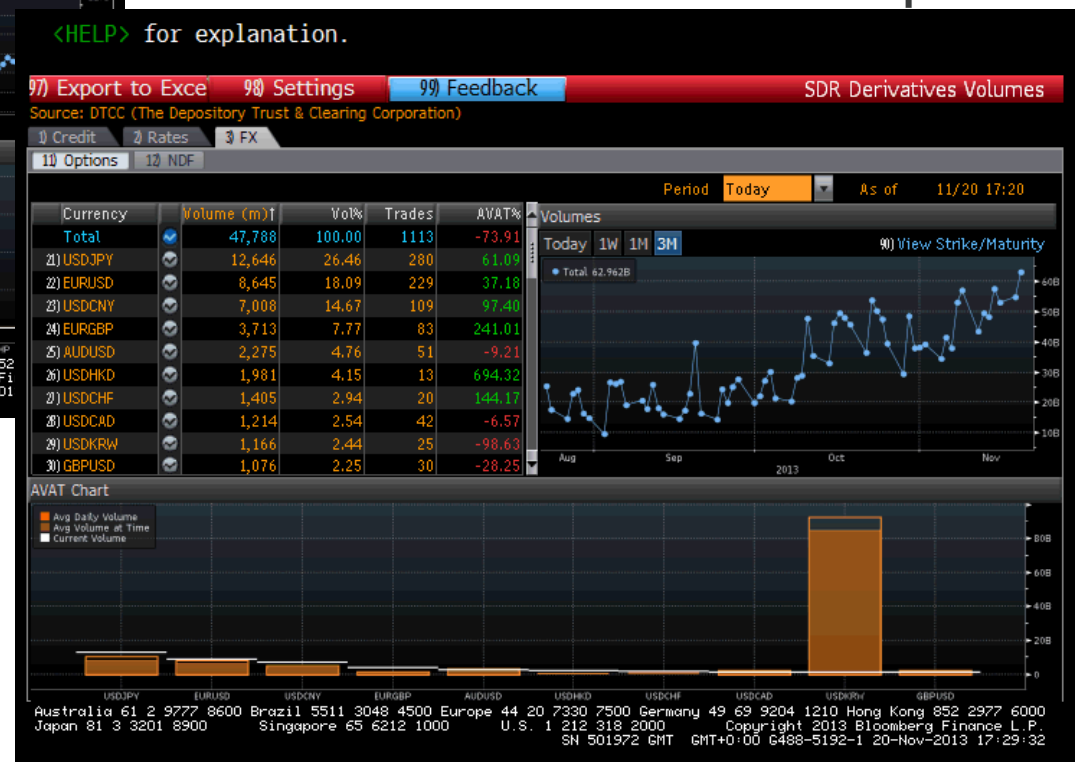 <HELP> for explanation.
97) Export to Exce 98) Settings 99) Feedback SDR Derivatives Volumes
Source: DTCC (The Depository Trust & Clearing Corporation)
1) Credit 2) Rates 3) FX
11) Options 12) NDF
Period Today As of 11/20 17:20
Currency Volume (m)↑ Vol% Trades AVAT%
Total 47,788 100.00 1113 -73.91
21) USDJPY 12,646 26.46 280 61.09
22) EURUSD 8,645 18.09 229 37.18
23) USDCNY 7,008 14.67 109 97.40
24) EURGBP 3,713 7.77 83 241.01
25) AUDUSD 2,275 4.76 51 -9.21
26) USDHKD 1,981 4.15 13 694.32
27) USDCHF 1,405 2.94 20 144.17
28) USDCAD 1,214 2.54 42 -6.57
29) USDKRW 1,166 2.44 25 -98.63
30) GBPUSD 1,076 2.25 30 -28.25
Volumes
Today 1W 1M 3M 90) View Strike/Maturity
Total 62.962B
60B
50B
40B
30B
20B
10B
Aug Sep Oct Nov
2013
AVAT Chart
Avg Daily Volume
Avg Volume at Time
Current Volume
80B
60B
40B
20B
0
USDJPY EURUSD USDCNY EURGBP AUDUSD USDHKD USDCHF USDCAD USDKRW GBPUSD
Australia 61 2 9777 8600 Brazil 5511 3048 4500 Europe 44 20 7330 7500 Germany 49 69 9204 1210 Hong Kong 852 2977 6000
Japan 81 3 3201 8900 Singapore 65 6212 1000 U.S. 1 212 318 2000 Copyright 2013 Bloomberg Finance L.P.
SN 501972 GMT GMT+0:00 G488-5192-1 20-Nov-2013 17:29:32